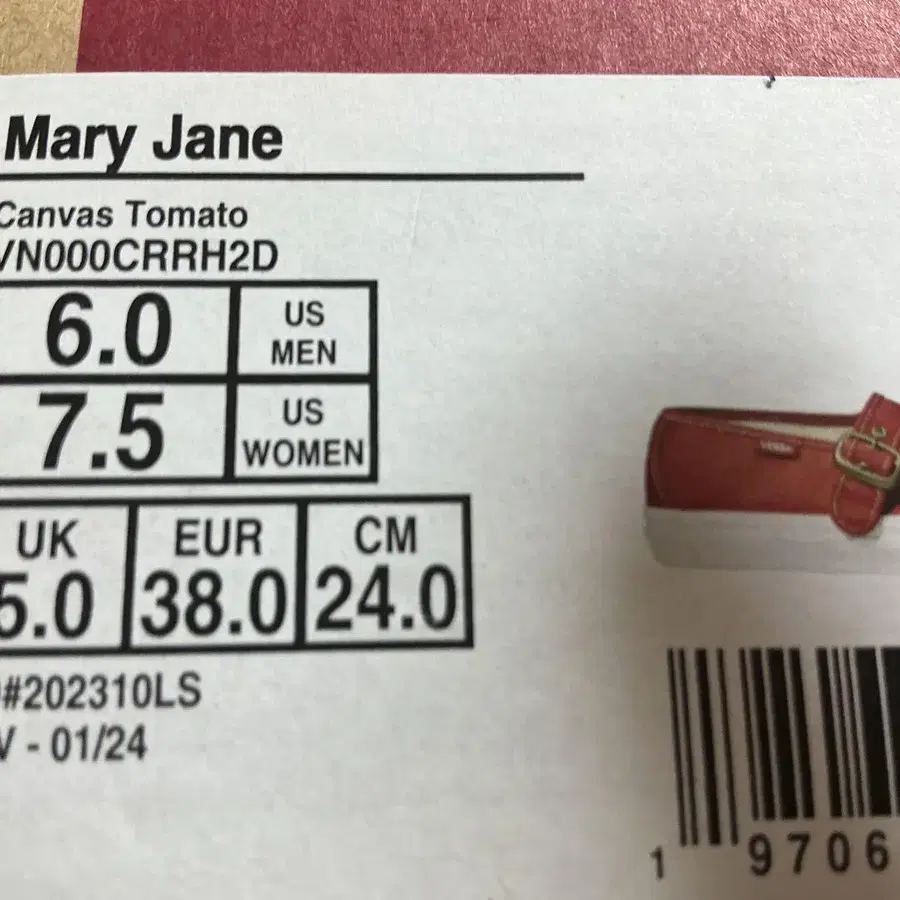 Mary Jane
Canvas Tomato
VN000CRRH2D
6.0 US MEN
7.5 US WOMEN
UK EUR CM
5.0 38.0 24.0
#202310LS
V - 01/24
1 9706